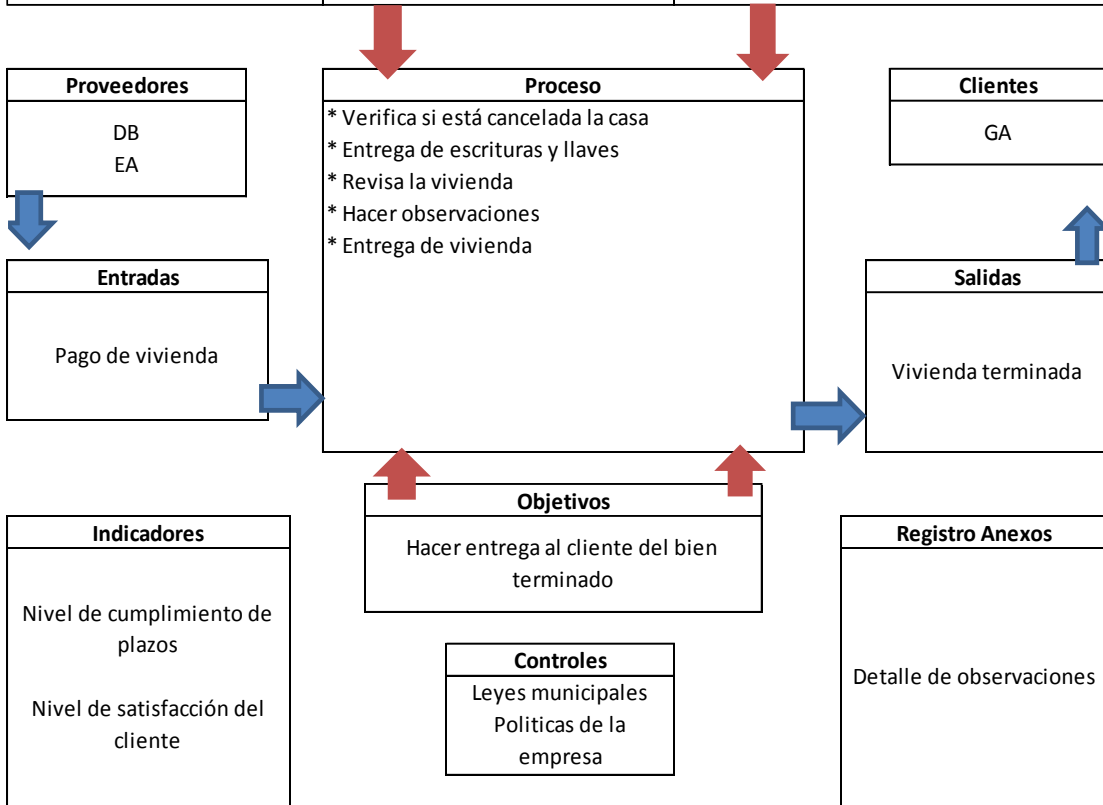 Proveedores
DB
EA
Proceso
* Verifica si está cancelada la casa
* Entrega de escrituras y llaves
* Revisa la vivienda
* Hacer observaciones
* Entrega de vivienda
Clientes
GA
Entradas
Pago de vivienda
Salidas
Vivienda terminada
Objetivos
Hacer entrega al cliente del bien
terminado
Indicadores
Nivel de cumplimiento de
plazos
Nivel de satisfacción del
cliente
Controles
Leyes municipales
Politicas de la
empresa
Registro Anexos
Detalle de observaciones